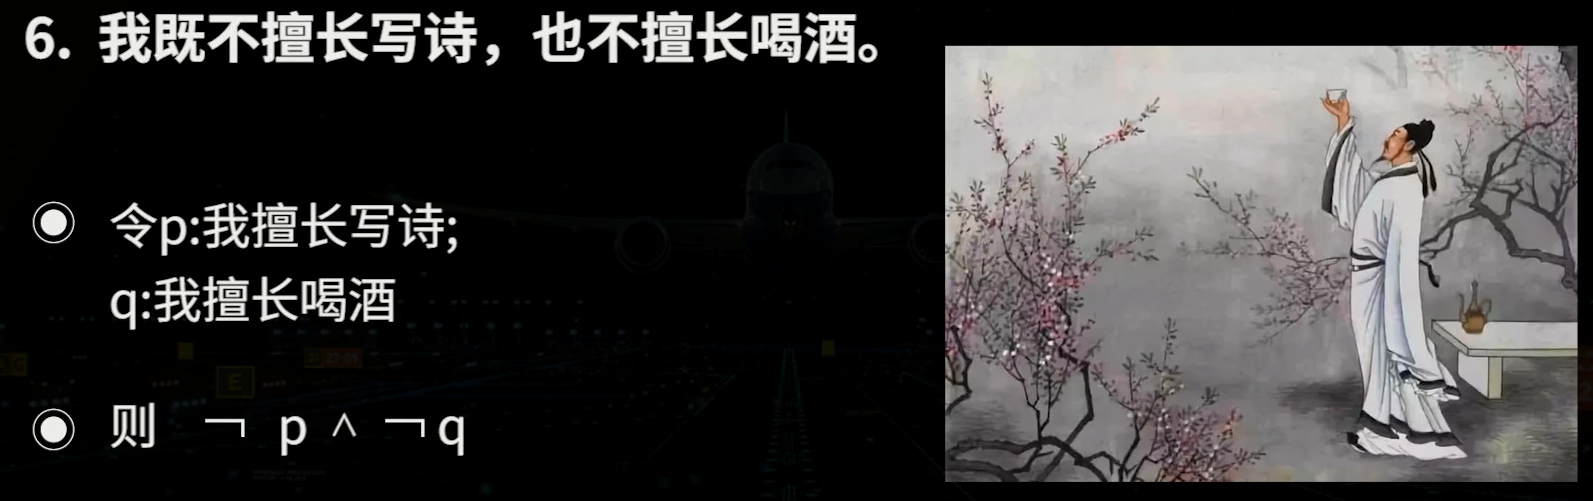 6. 我既不擅长写诗，也不擅长喝酒。
令p:我擅长写诗;
q:我擅长喝酒
则 ￢ p ∧ ￢ q
E